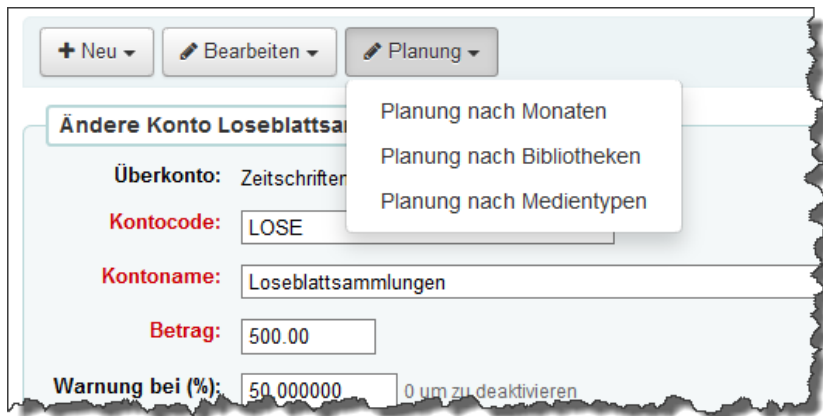 Neu Bearbeiten Planung
Planung nach Monaten
Ändere Konto
Planung nach Bibliotheken
Überkonto: Zeitschriften
Planung nach Medientypen
Kontocode: LOSE
Kontoname: Loseblattsammlungen
Betrag: 500.00
Warnung bei (%): 50.000000 0 um zu deaktivieren